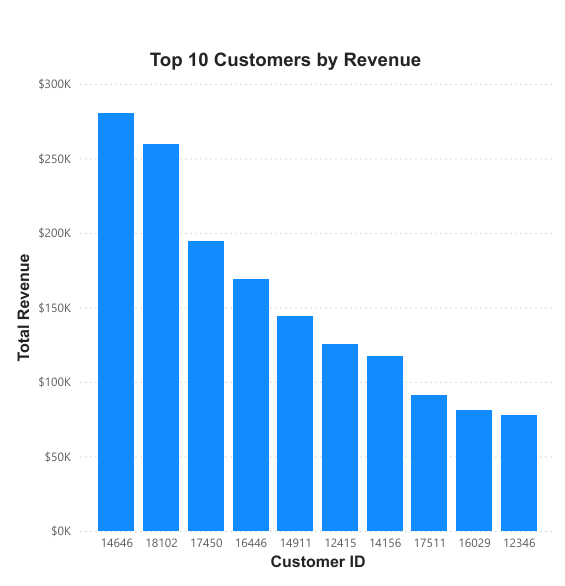 Top 10 Customers by Revenue
$300K
$250K
$200K
$150K
$100K
$50K
$0K
Total Revenue
14646 18102 17450 16446 14911 12415 14156 17511 16029 12346
Customer ID